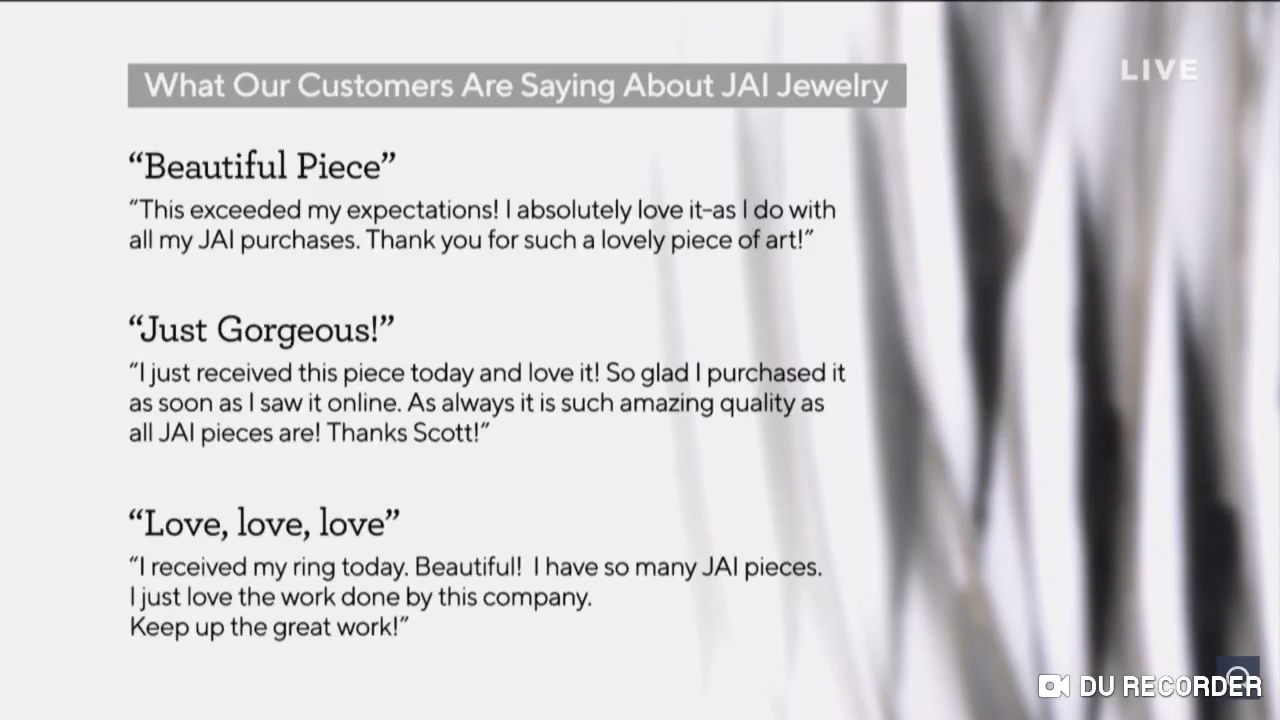 LIVE
What Our Customers Are Saying About JAI Jewelry
“Beautiful Piece”
“This exceeded my expectations! I absolutely love it-as I do with
all my JAI purchases. Thank you for such a lovely piece of art!”
“Just Gorgeous!”
“I just received this piece today and love it! So glad I purchased it
as soon as I saw it online. As always it is such amazing quality as
all JAI pieces are! Thanks Scott!”
“Love, love, love”
“I received my ring today. Beautiful!  I have so many JAI pieces.
I just love the work done by this company.
Keep up the great work!”
DU RECORDER